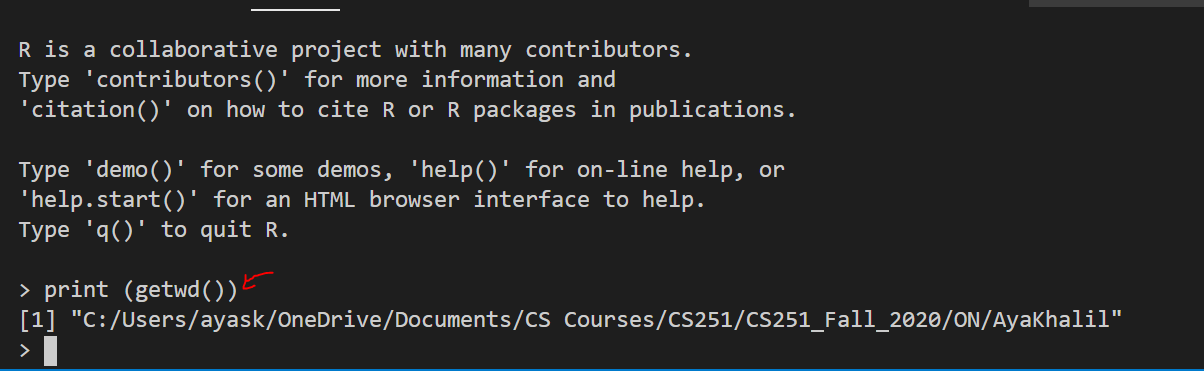 R is a collaborative project with many contributors.
Type 'contributors()' for more information and
'citation()' on how to cite R or R packages in publications.
Type 'demo()' for some demos, 'help()' for on-line help, or
'help.start()' for an HTML browser interface to help.
Type 'q()' to quit R.
> print (getwd())
[1] "C:/Users/ayask/OneDrive/Documents/CS Courses/CS251/CS251_Fall_2020/ON/AyaKhalil"
>